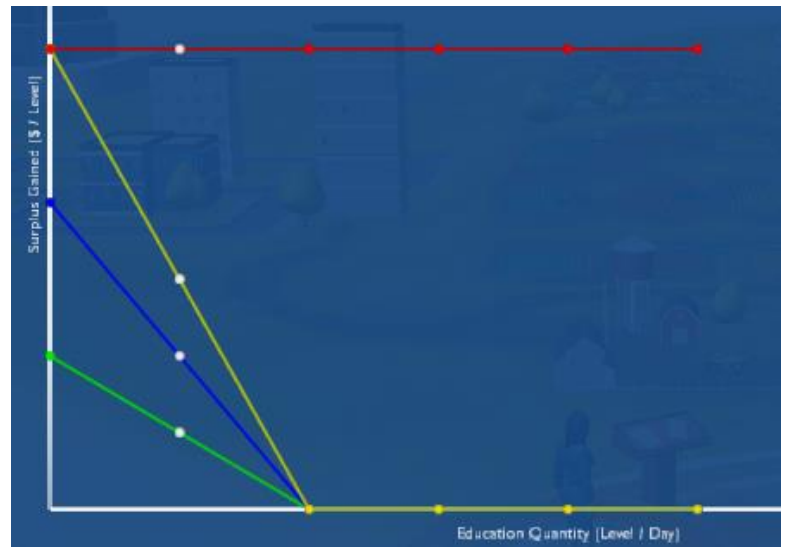 Surplus Gained [$ / Level]
Education Quantity [Level / Day]